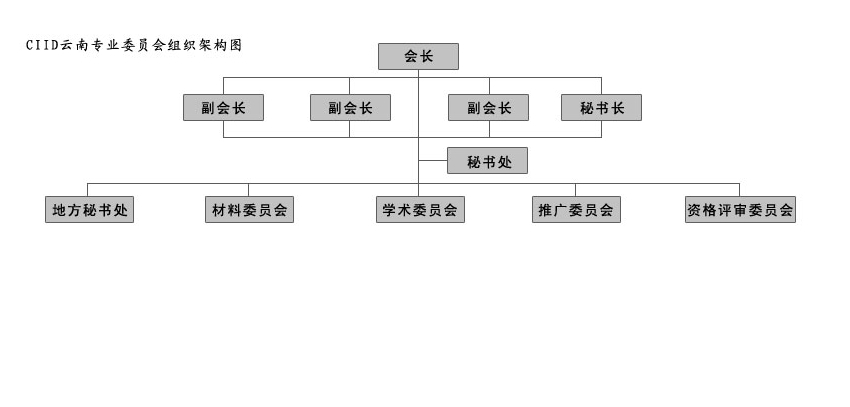 CIID云南专业委员会组织架构图
会长
副会长
副会长
副会长
秘书长
秘书处
地方秘书处
材料委员会
学术委员会
推广委员会
资格评审委员会